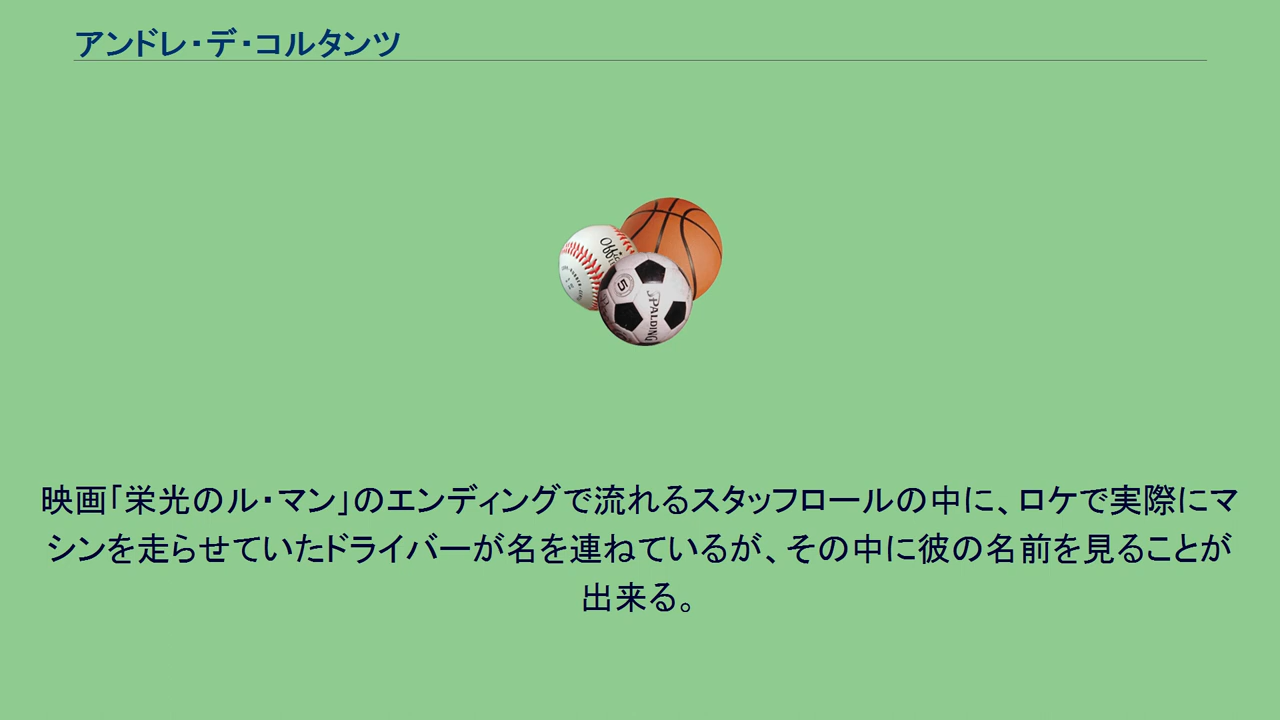 アンドレ・デ・コルタンツ
5
SPALDING
映画「栄光のル・マン」のエンディングで流れるスタッフロールの中に、ロケで実際にマ
シンを走らせていたドライバーが名を連ねているが、その中に彼の名前を見ることが
出来る。